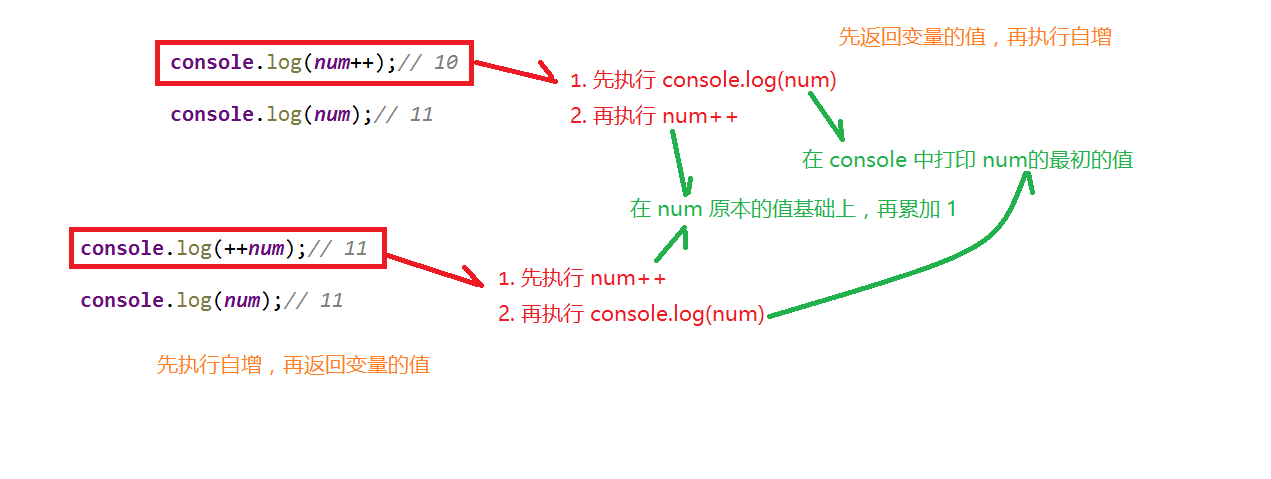 先返回变量的值，再执行自增
console.log(num++);// 10
1. 先执行 console.log(num)
console.log(num);// 11
2. 再执行 num++
在 console 中打印 num的最初的值
在 num 原本的值基础上，再累加 1
console.log(++num);// 11
1. 先执行 num++
console.log(num);// 11
2. 再执行 console.log(num)
先执行自增，再返回变量的值